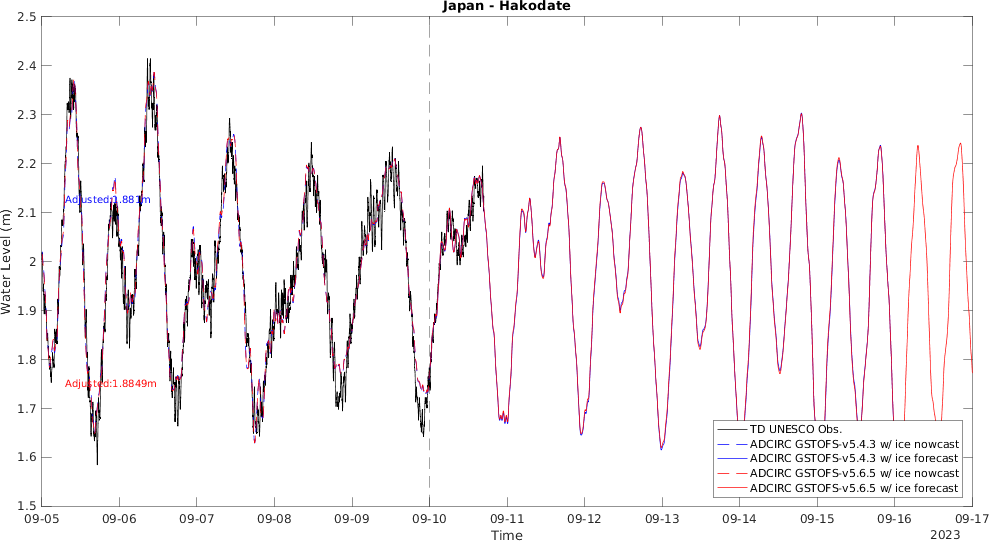 Japan - Hakodate
2.5
2.4
2.3
2.2
2.1
2
1.9
1.8
1.7
1.6
1.5
Water Level (m)
Adjusted:1.881m
Adjusted:1.8849m
TD UNESCO Obs.
ADCIRC GSTOFS-v5.4.3 w/ ice nowcast
ADCIRC GSTOFS-v5.4.3 w/ ice forecast
ADCIRC GSTOFS-v5.6.5 w/ ice nowcast
ADCIRC GSTOFS-v5.6.5 w/ ice forecast
09-05 09-06 09-07 09-08 09-09 09-10 09-11 09-12 09-13 09-14 09-15 09-16 09-17
Time
2023